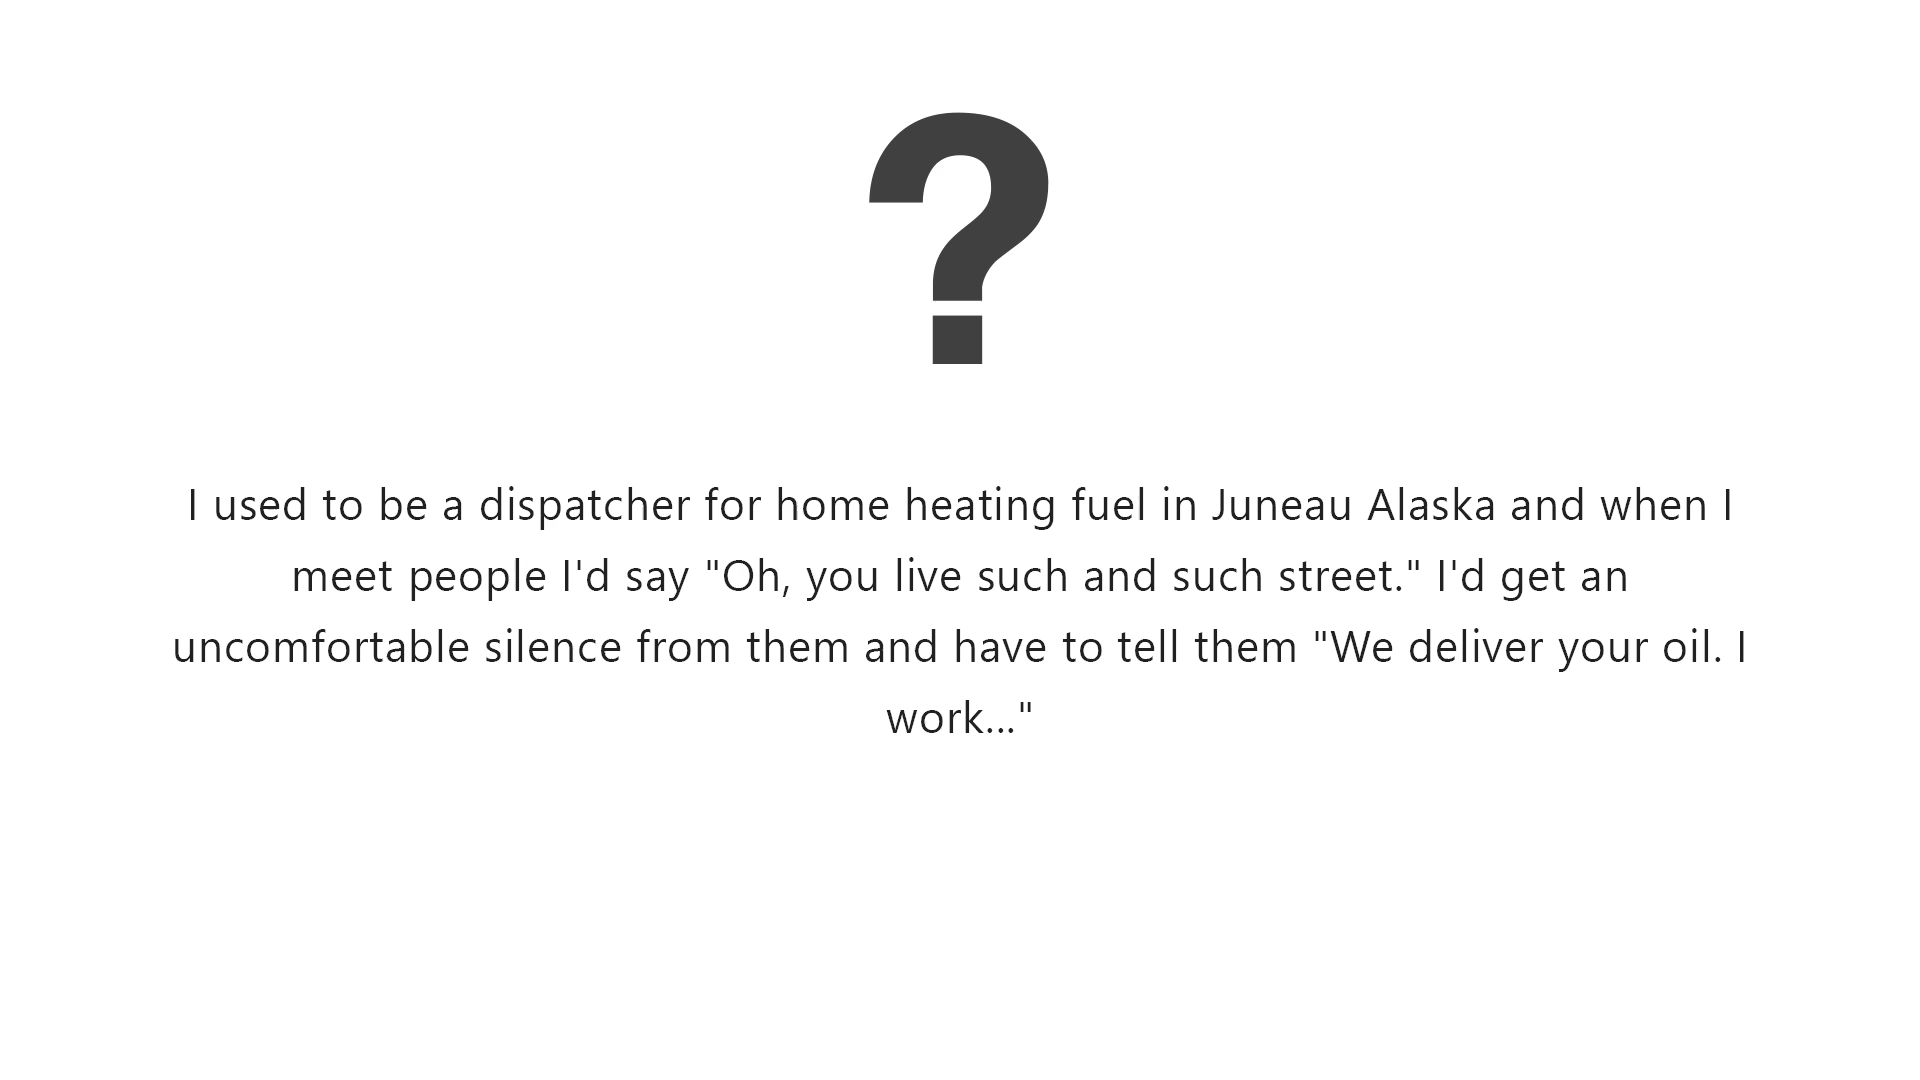 ?
I used to be a dispatcher for home heating fuel in Juneau Alaska and when I
meet people I'd say "Oh, you live such and such street." I'd get an
uncomfortable silence from them and have to tell them "We deliver your oil. I
work..."